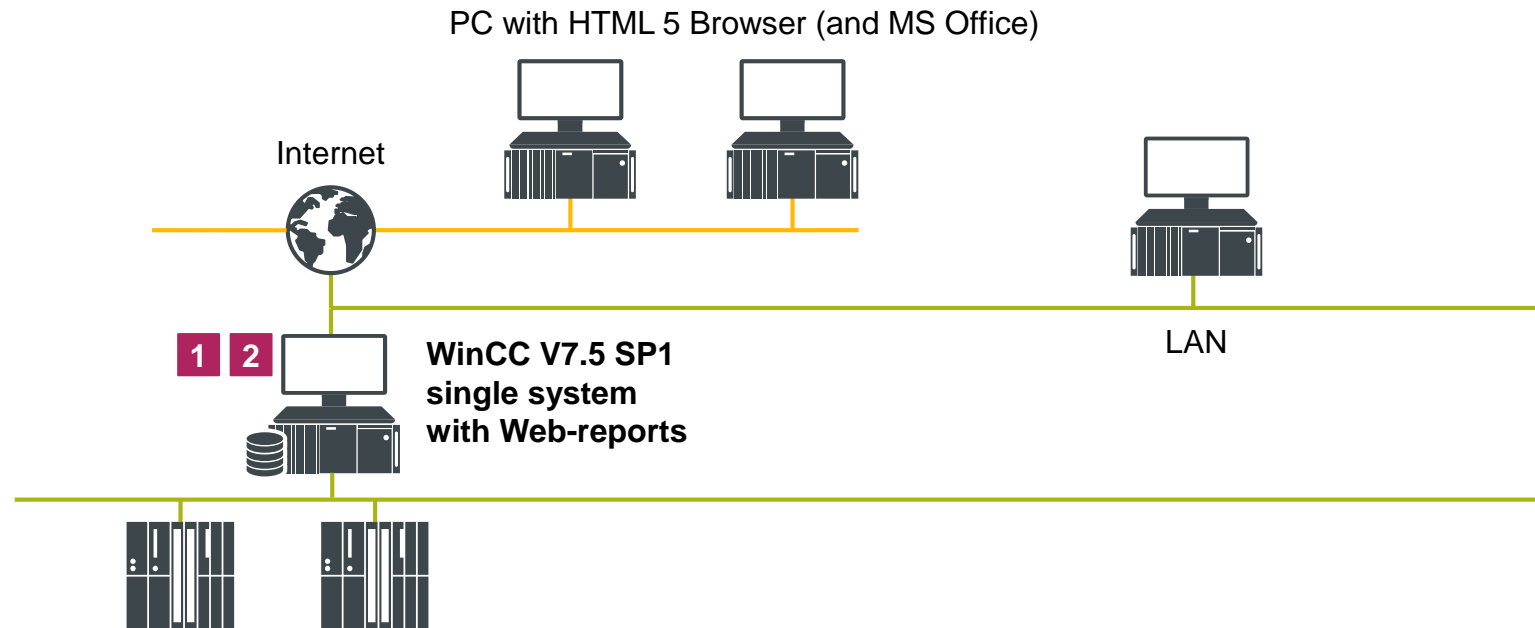 PC with HTML 5 Browser (and MS Office)
Internet
1 2
WinCC V7.5 SP1
single system
with Web-reports
LAN